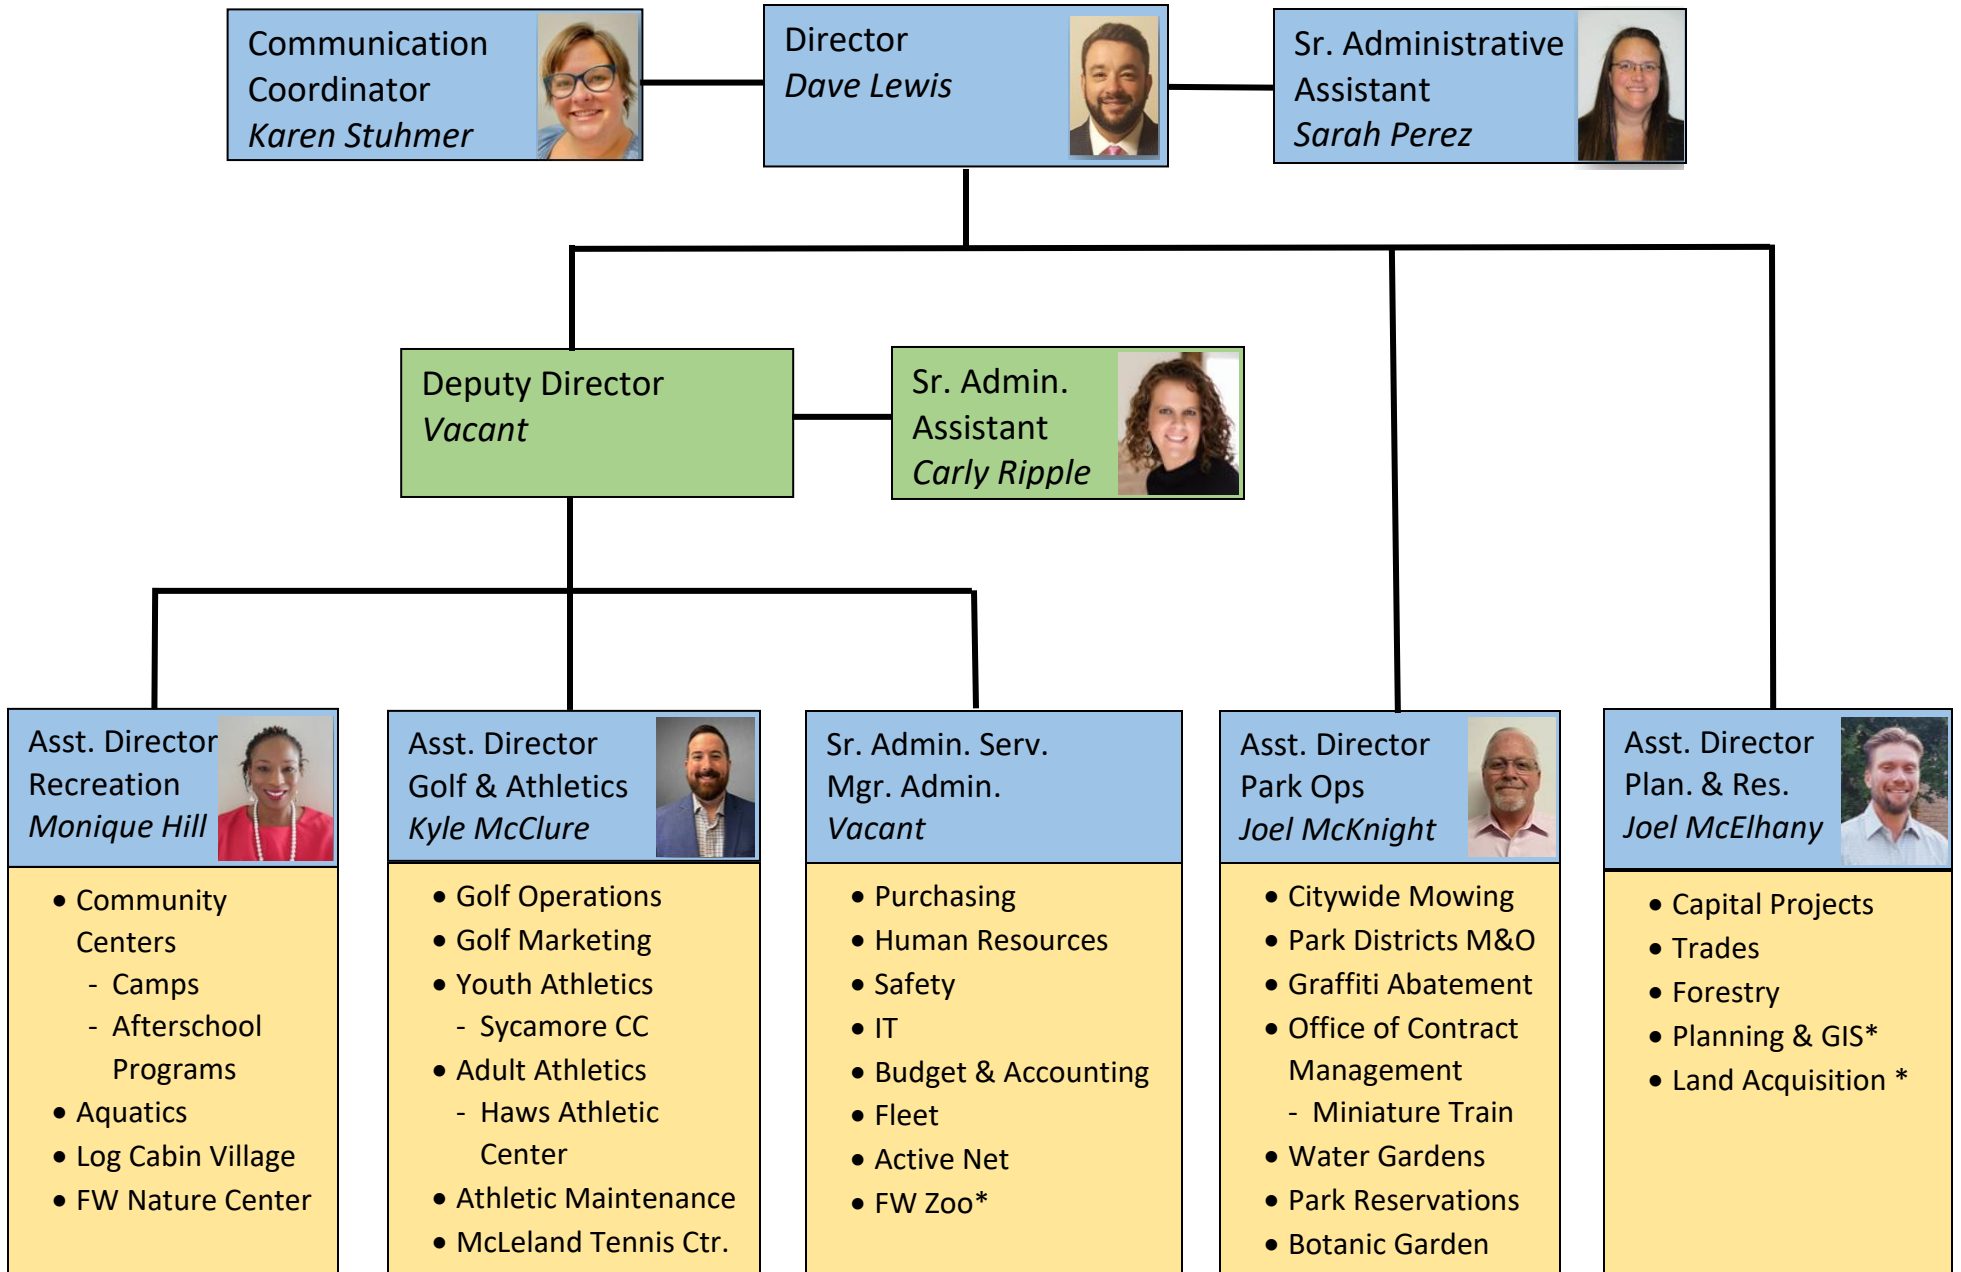 Communication
Coordinator
Karen Stuhmer
Director
Dave Lewis
Sr. Administrative
Assistant
Sarah Perez
Deputy Director
Vacant
Sr. Admin.
Assistant
Carly Ripple
Asst. Director
Recreation
Monique Hill
• Community
Centers
- Camps
- Afterschool
Programs
• Aquatics
• Log Cabin Village
• FW Nature Center
Asst. Director
Golf & Athletics
Kyle McClure
• Golf Operations
• Golf Marketing
• Youth Athletics
- Sycamore CC
• Adult Athletics
- Haws Athletic
Center
• Athletic Maintenance
• McLeland Tennis Ctr.
Sr. Admin. Serv.
Mgr. Admin.
Vacant
• Purchasing
• Human Resources
• Safety
• IT
• Budget & Accounting
• Fleet
• Active Net
• FW Zoo*
Asst. Director
Park Ops
Joel McKnight
• Citywide Mowing
• Park Districts M&O
• Graffiti Abatement
• Office of Contract
Management
- Miniature Train
• Water Gardens
• Park Reservations
• Botanic Garden
Asst. Director
Plan. & Res.
Joel McElhany
• Capital Projects
• Trades
• Forestry
• Planning & GIS*
• Land Acquisition *